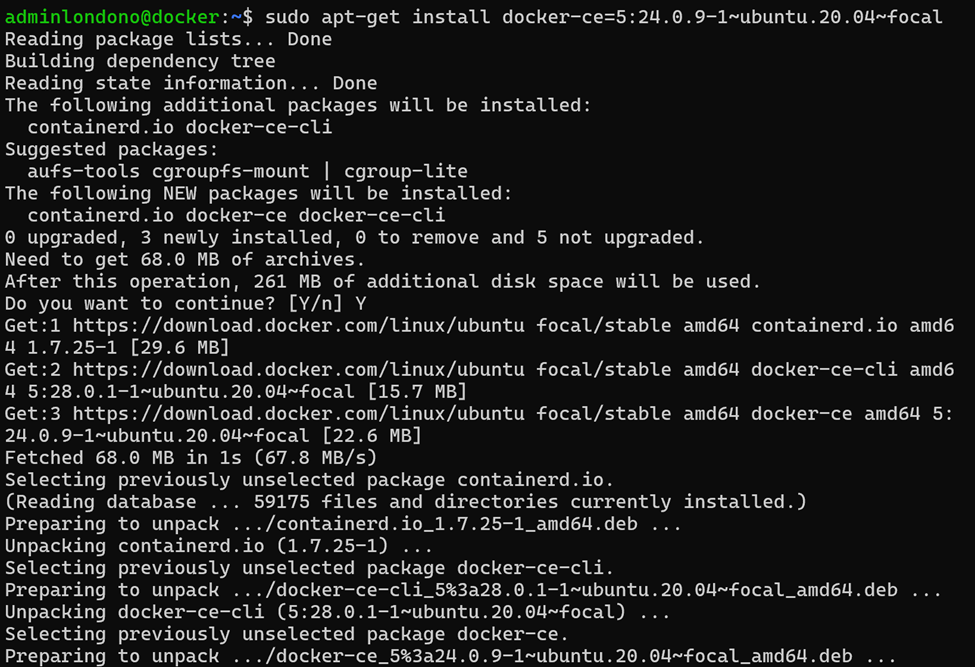 adminlondono@docker:~$ sudo apt-get install docker-ce=5:24.0.9-1~ubuntu.20.04~focal
Reading package lists... Done
Building dependency tree
Reading state information... Done
The following additional packages will be installed:
  containerd.io docker-ce-cli
Suggested packages:
  aufs-tools cgroupfs-mount | cgroup-lite
The following NEW packages will be installed:
  containerd.io docker-ce docker-ce-cli
0 upgraded, 3 newly installed, 0 to remove and 5 not upgraded.
Need to get 68.0 MB of archives.
After this operation, 261 MB of additional disk space will be used.
Do you want to continue? [Y/n] Y
Get:1 https://download.docker.com/linux/ubuntu focal/stable amd64 containerd.io amd6
4 1.7.25-1 [29.6 MB]
Get:2 https://download.docker.com/linux/ubuntu focal/stable amd64 docker-ce-cli amd6
4 5:28.0.1-1~ubuntu.20.04~focal [15.7 MB]
Get:3 https://download.docker.com/linux/ubuntu focal/stable amd64 docker-ce amd64 5:
24.0.9-1~ubuntu.20.04~focal [22.6 MB]
Fetched 68.0 MB in 1s (67.8 MB/s)
Selecting previously unselected package containerd.io.
(Reading database ... 59175 files and directories currently installed.)
Preparing to unpack .../containerd.io_1.7.25-1_amd64.deb ...
Unpacking containerd.io (1.7.25-1) ...
Selecting previously unselected package docker-ce-cli.
Preparing to unpack .../docker-ce-cli_5%3a28.0.1-1~ubuntu.20.04~focal_amd64.deb ...
Unpacking docker-ce-cli (5:28.0.1-1~ubuntu.20.04~focal) ...
Selecting previously unselected package docker-ce.
Preparing to unpack .../docker-ce_5%3a24.0.9-1~ubuntu.20.04~focal_amd64.deb ...